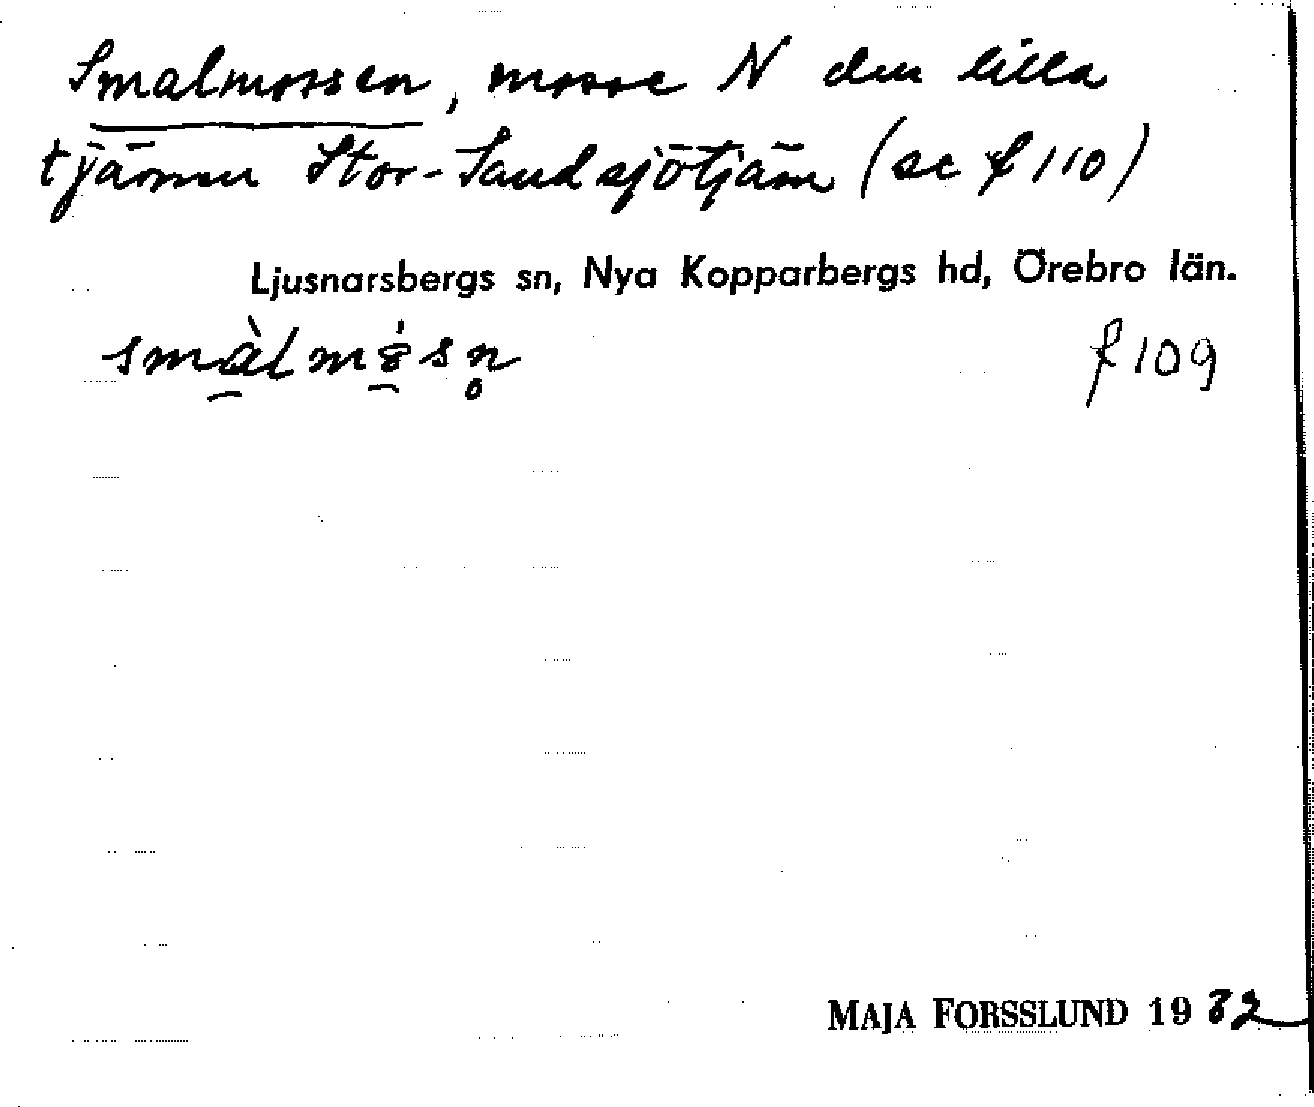 Smalmossen, mosse N den lilla
tjärnen Stor-Sandsjötjärn (se f 110)
Ljusnarsbergs sn, Nya Kopparbergs hd, Örebro län.
f 109
MAJA FORSSLUND 19